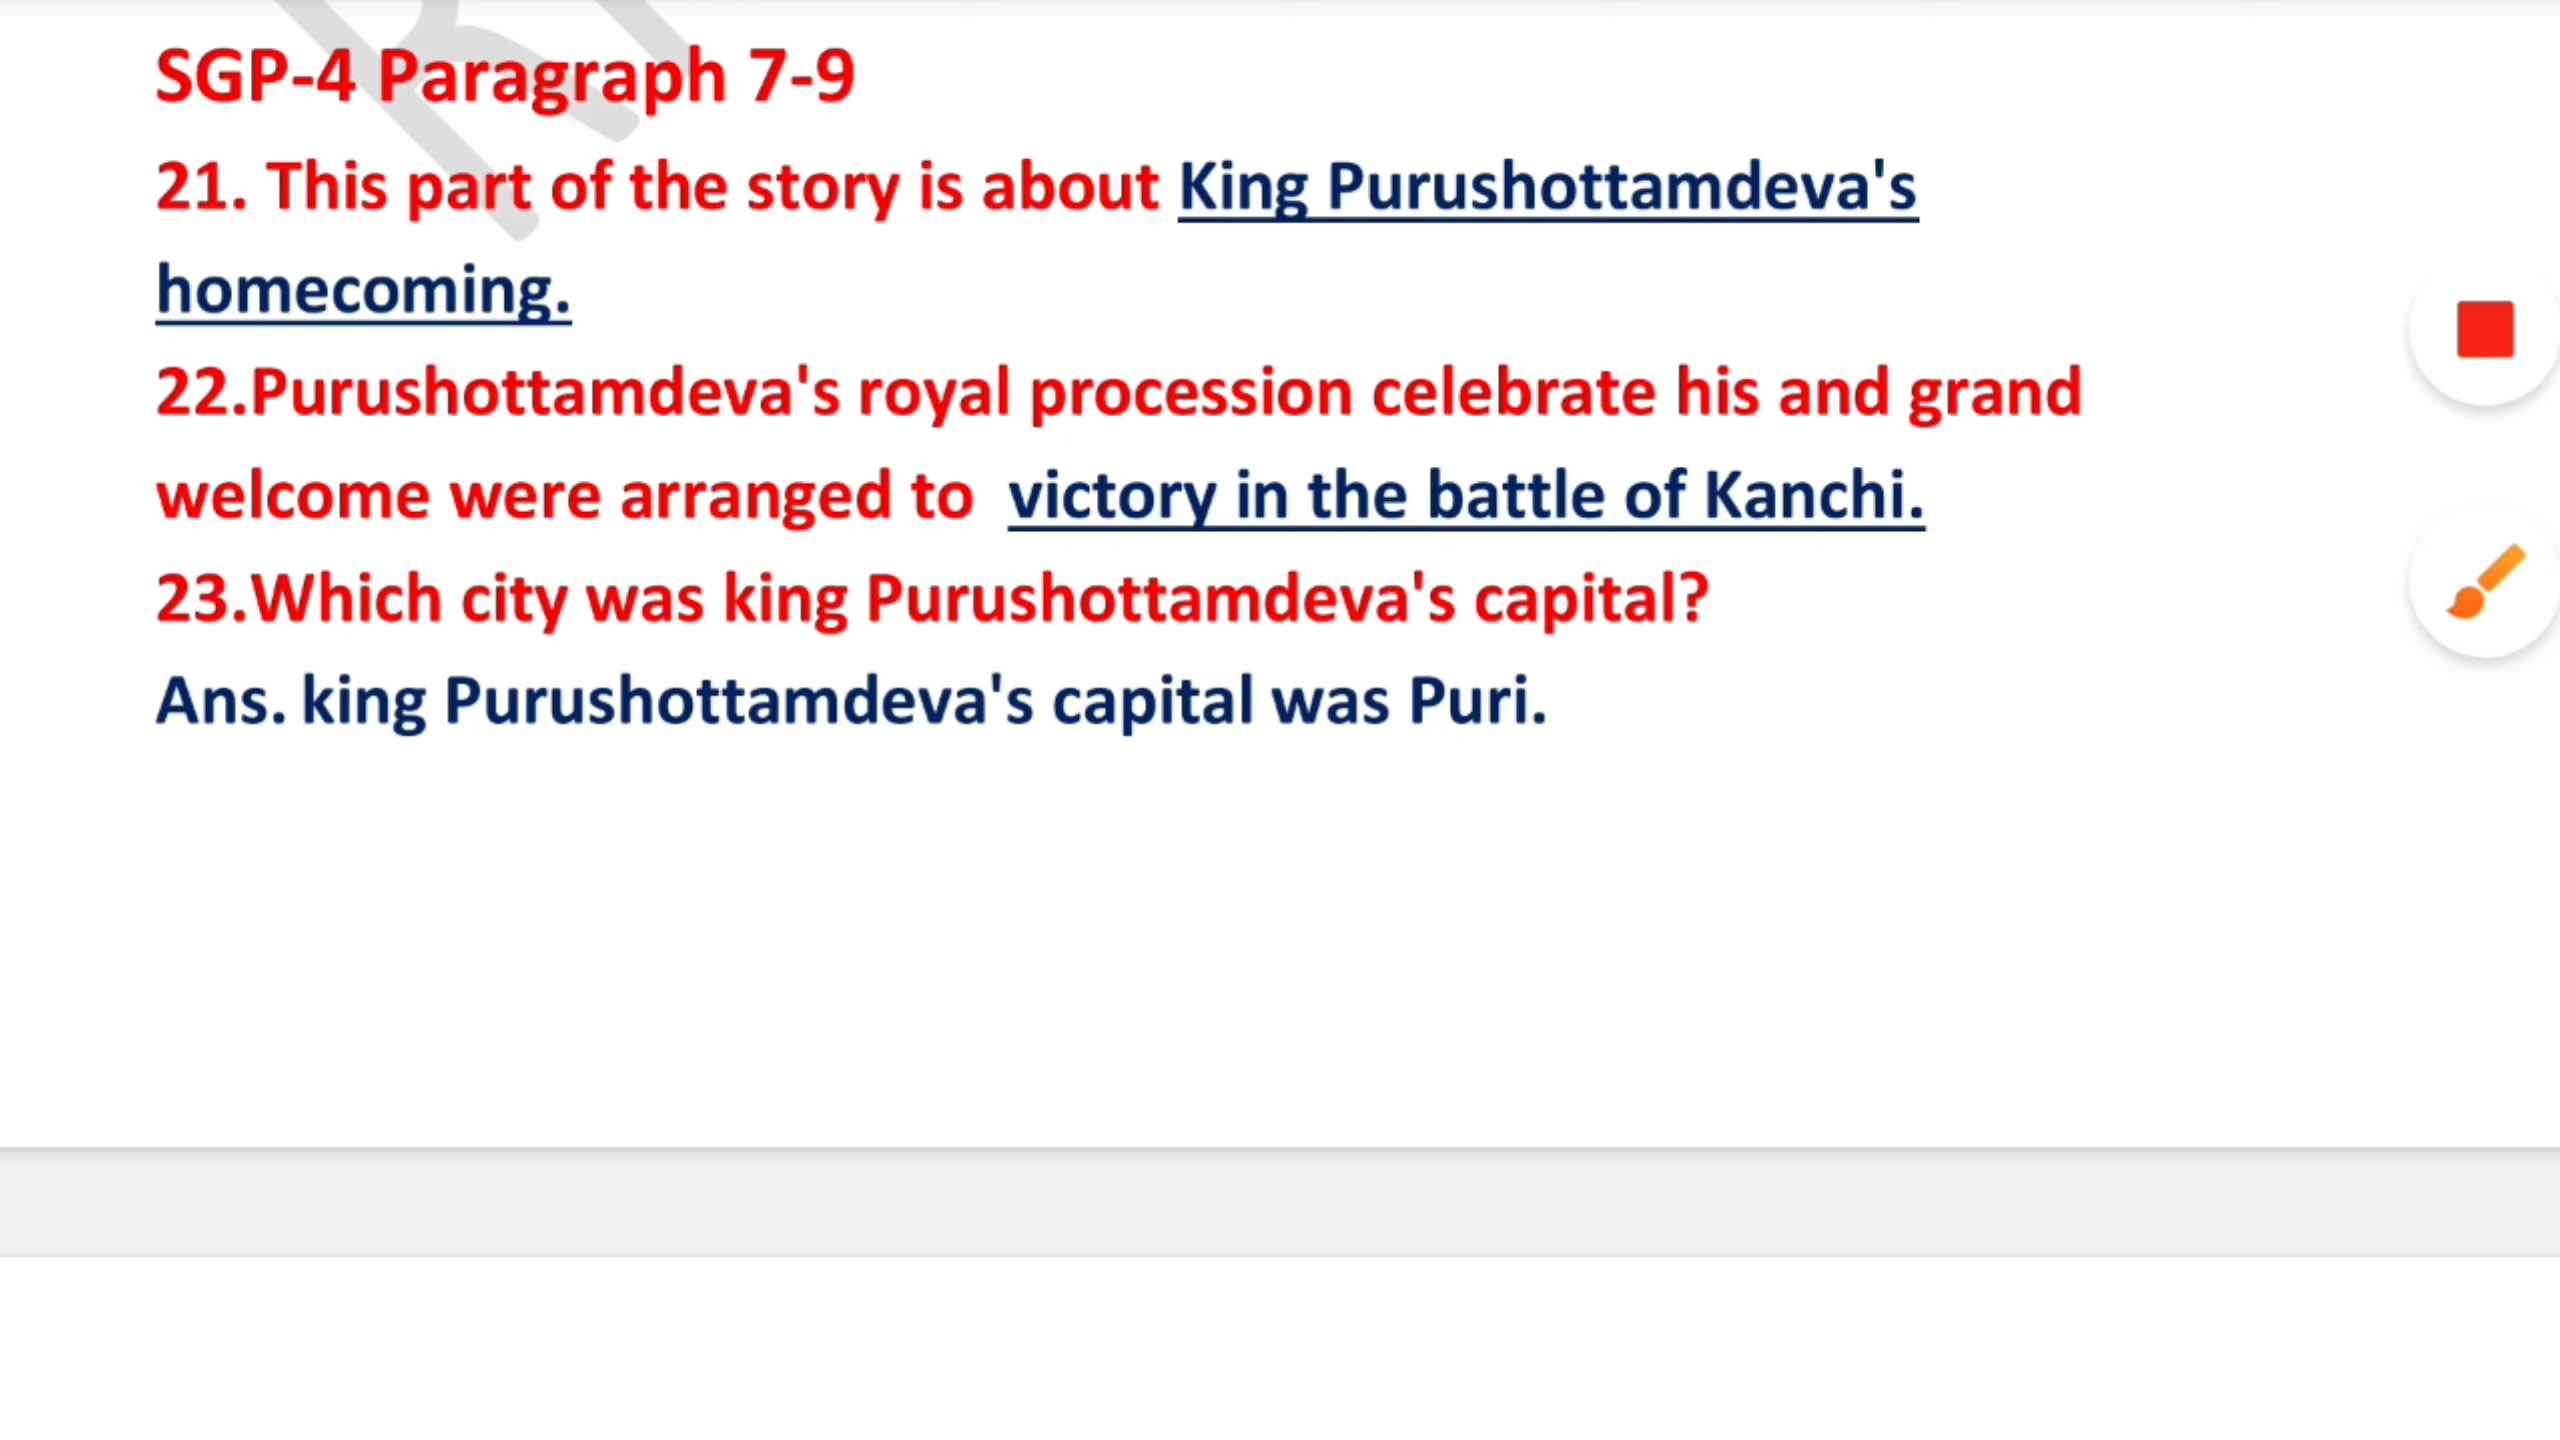 SGP-4 Paragraph 7-9
21. This part of the story is about King Purushottamdeva's
homecoming.
22.Purushottamdeva's royal procession celebrate his and grand
welcome were arranged to victory in the battle of Kanchi.
23.Which city was king Purushottamdeva's capital?
Ans. king Purushottamdeva's capital was Puri.